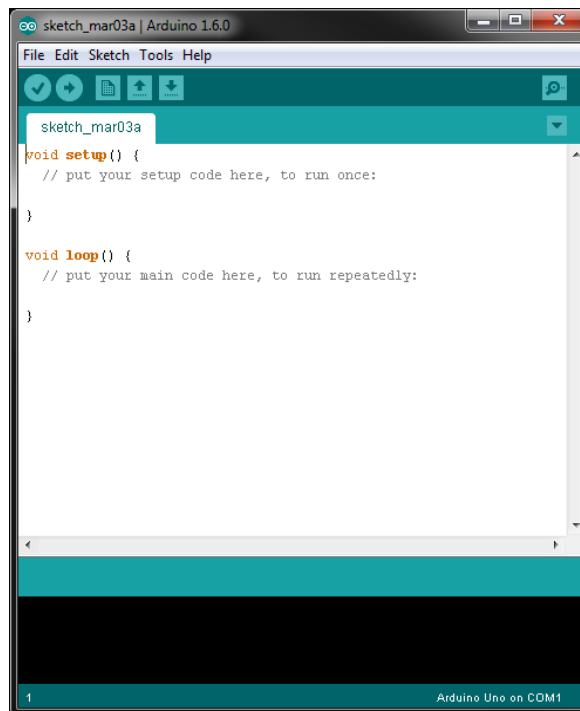 sketch_mar03a | Arduino 1.6.0
File Edit Sketch Tools Help
sketch_mar03a
void setup() {
  // put your setup code here, to run once:

}

void loop() {
  // put your main code here, to run repeatedly:

}
1
Arduino Uno on COM1